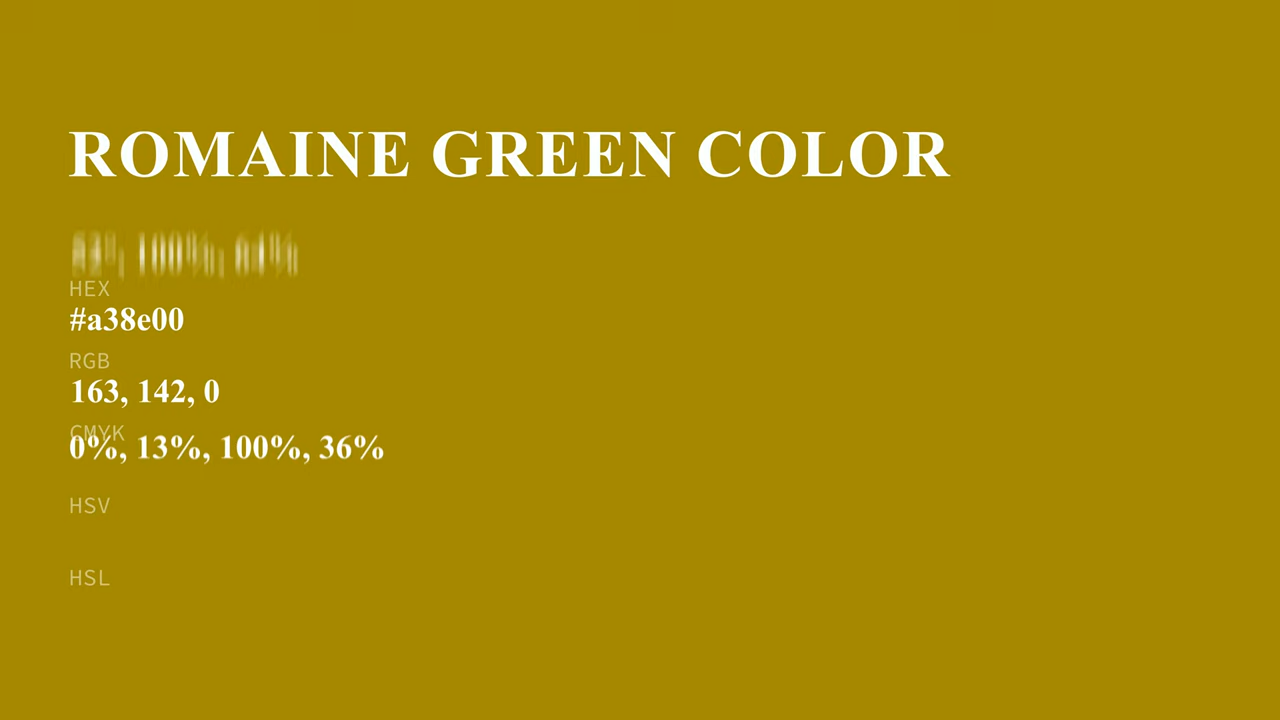 ROMAINE GREEN COLOR
HEX
#a38e00
RGB
163, 142, 0
CMYK
0%, 13%, 100%, 36%
HSV
HSL